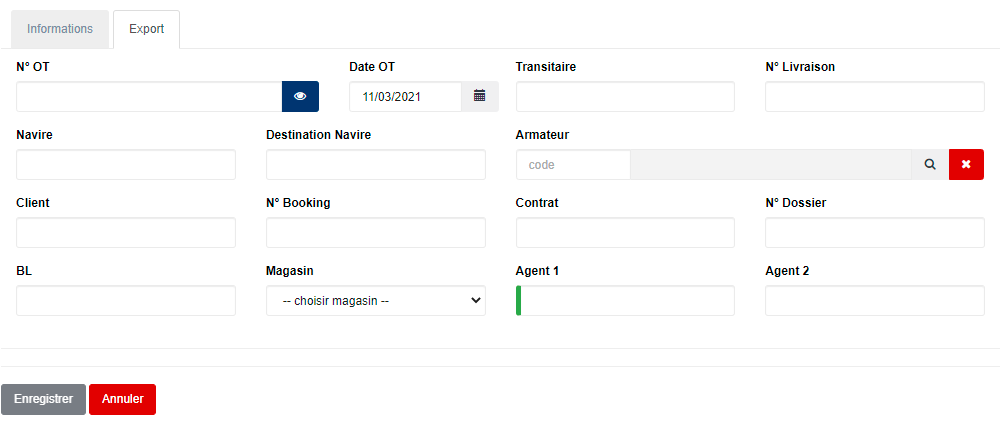 Informations Export
N° OT Date OT Transitaire N° Livraison
11/03/2021
Navire Destination Navire Armateur
code
Client N° Booking Contrat N° Dossier
BL Magasin Agent 1 Agent 2
-- choisir magasin --
Enregistrer Annuler